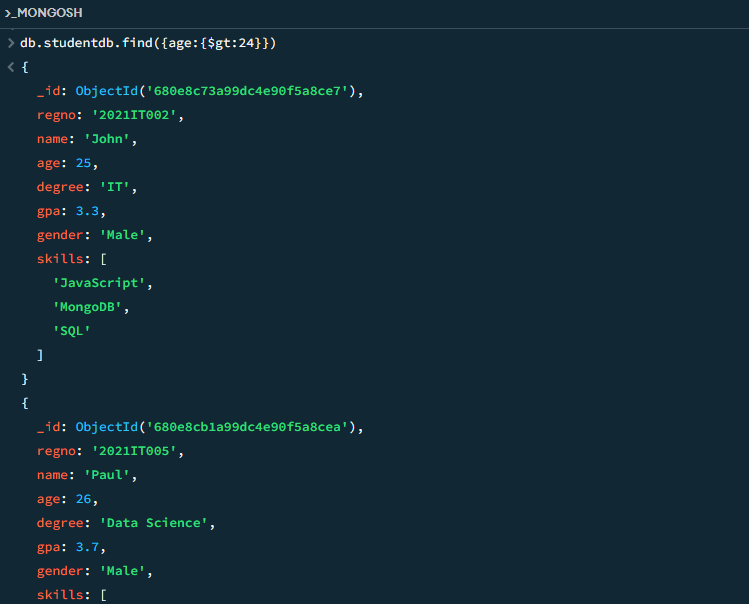 >_MONGOSH
> db.studentdb.find({age:{$gt:24}})
< {
_id: ObjectId('680e8c73a99dc4e90f5a8ce7'),
regno: '2021IT002',
name: 'John',
age: 25,
degree: 'IT',
gpa: 3.3,
gender: 'Male',
skills: [
'JavaScript',
'MongoDB',
'SQL'
]
}
{
_id: ObjectId('680e8cb1a99dc4e90f5a8cea'),
regno: '2021IT005',
name: 'Paul',
age: 26,
degree: 'Data Science',
gpa: 3.7,
gender: 'Male',
skills: [